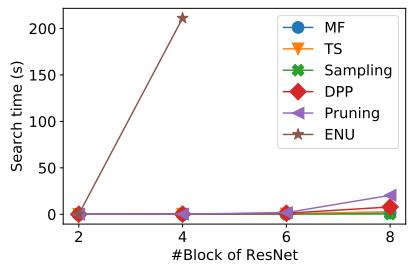 200
150
100
50
0
Search time (s)
MF
TS
Sampling
DPP
Pruning
ENU
2 4 6 8
#Block of ResNet